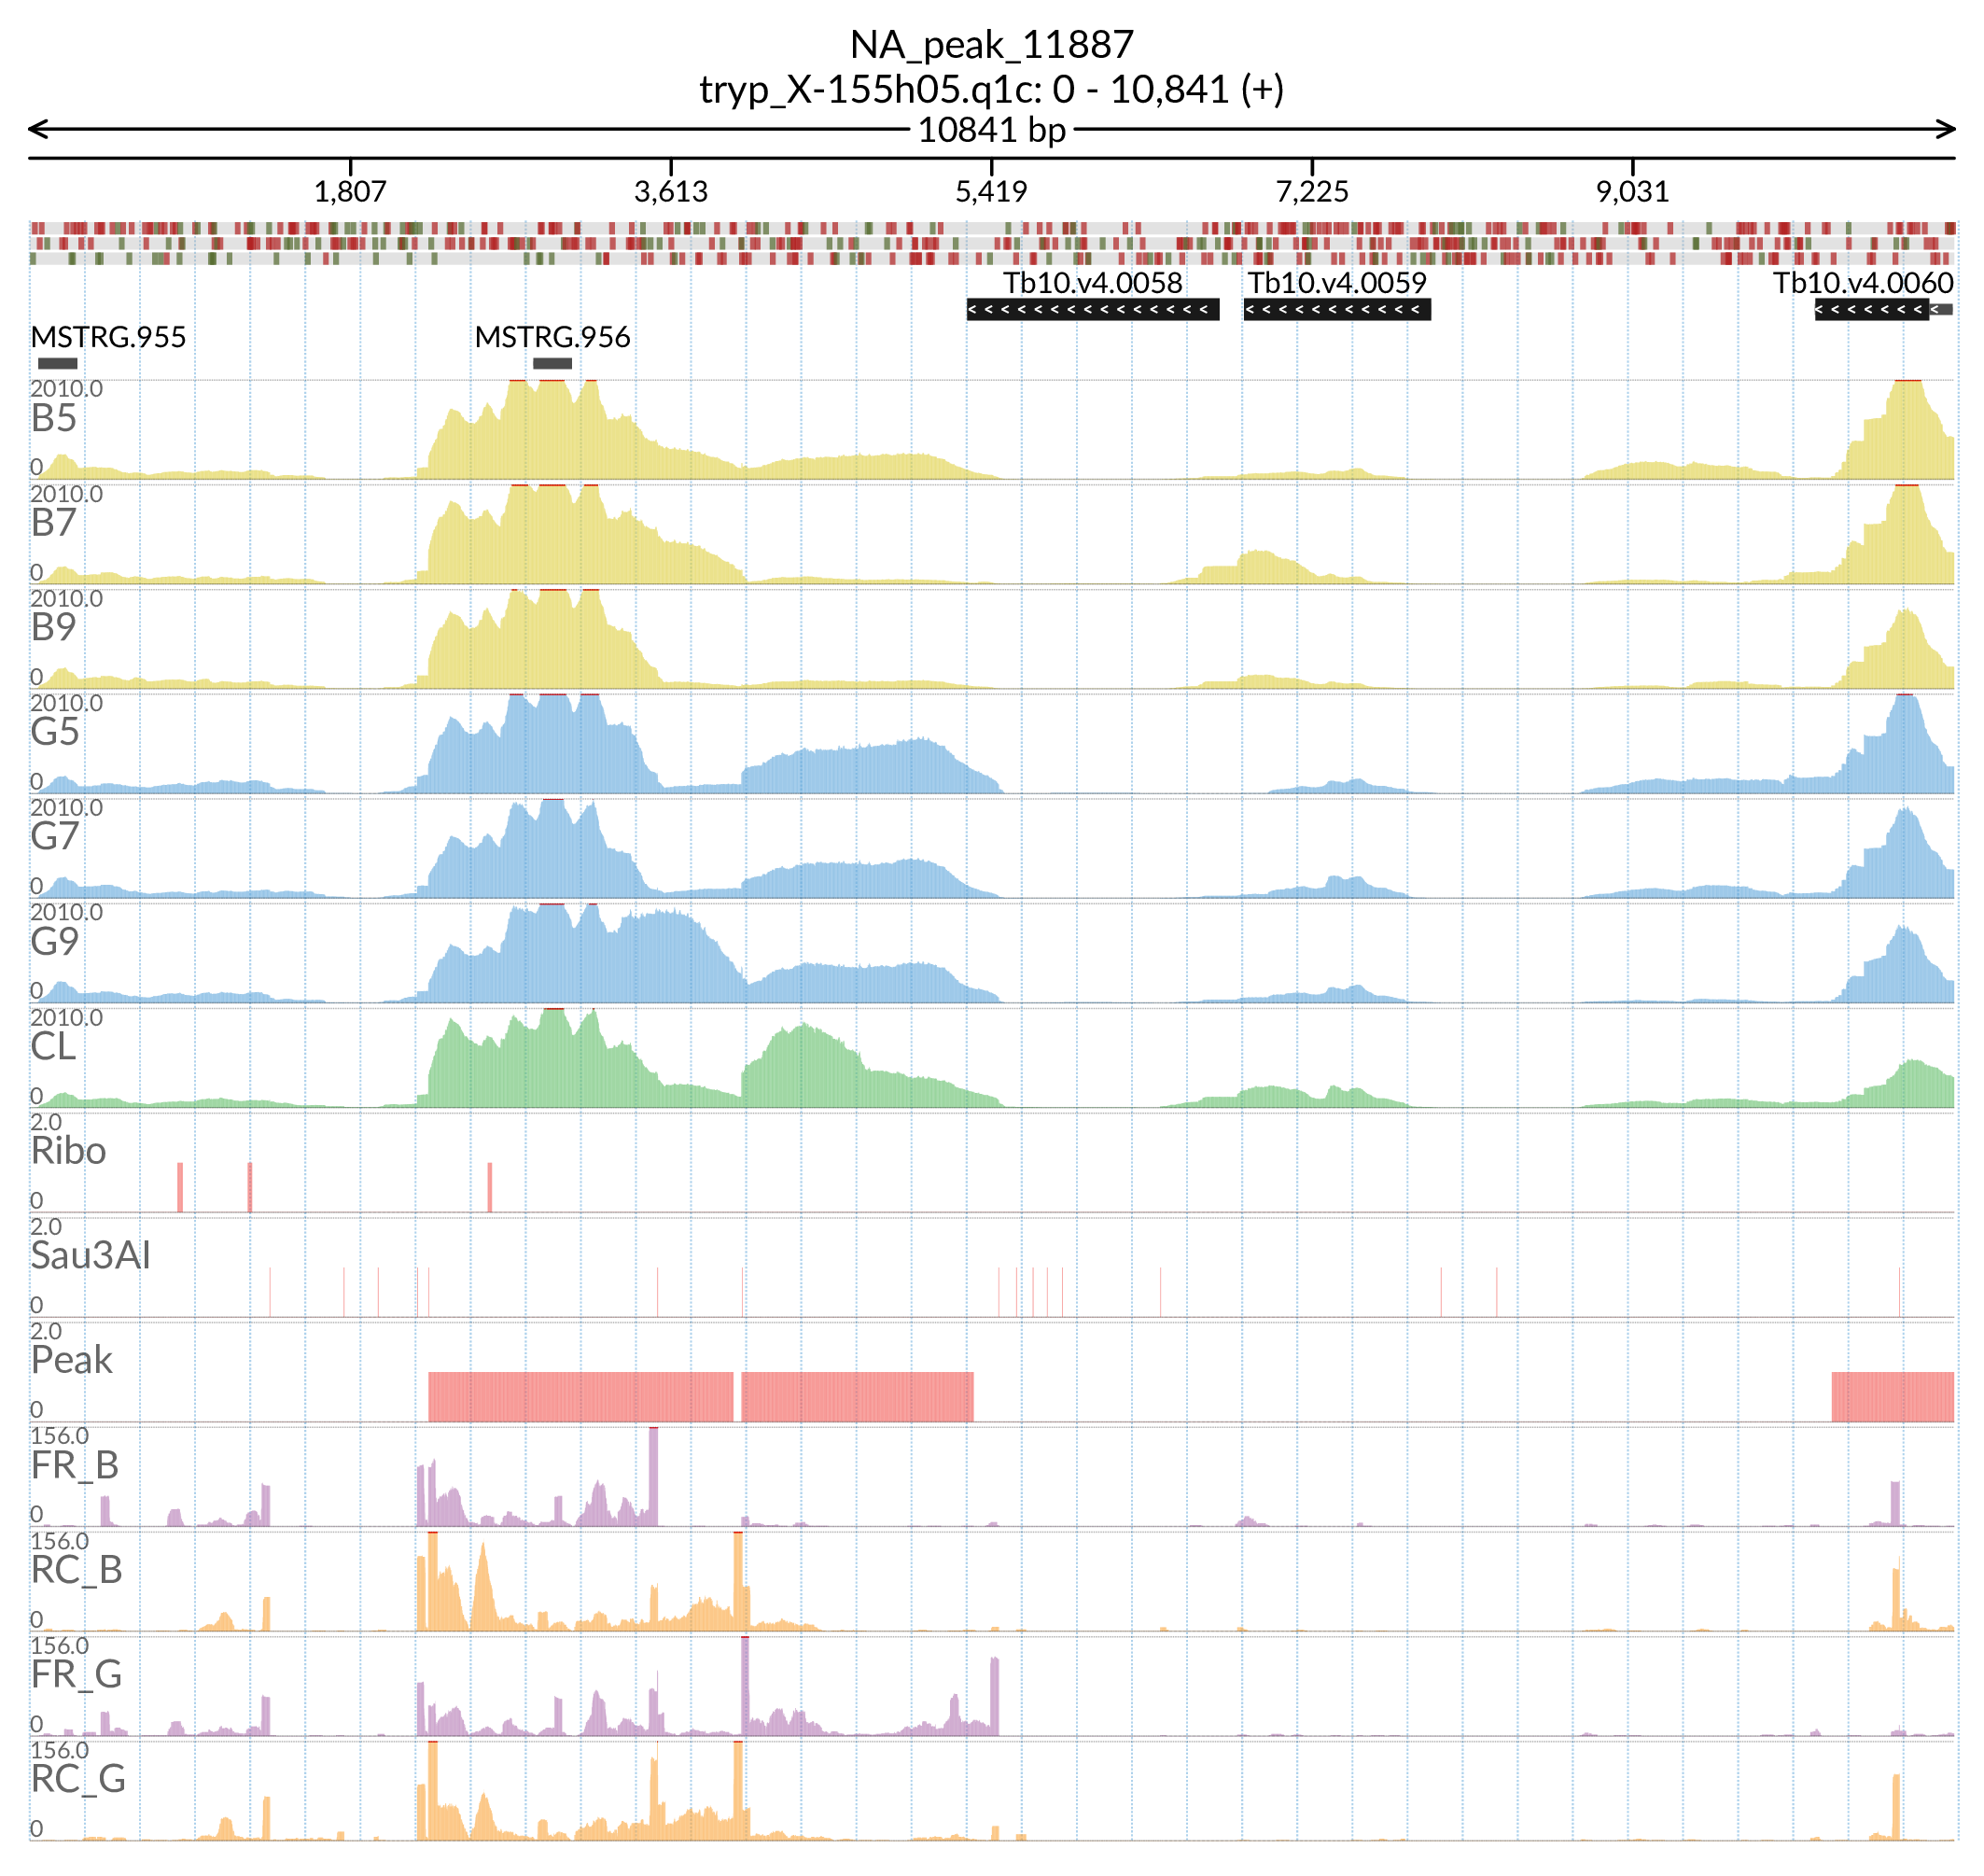 NA_peak_11887
tryp_X-155h05.q1c: 0 - 10,841 (+)
10841 bp
1,807 3,613 5,419 7,225 9,031
Tb10.v4.0058 Tb10.v4.0059 Tb10.v4.0060
MSTRG.955 MSTRG.956
2010.0
B5
0
2010.0
B7
0
2010.0
B9
0
2010.0
G5
0
2010.0
G7
0
2010.0
G9
0
2010.0
CL
0
2.0
Ribo
0
2.0
Sau3AI
0
2.0
Peak
0
156.0
FR_B
0
156.0
RC_B
0
156.0
FR_G
0
156.0
RC_G
0